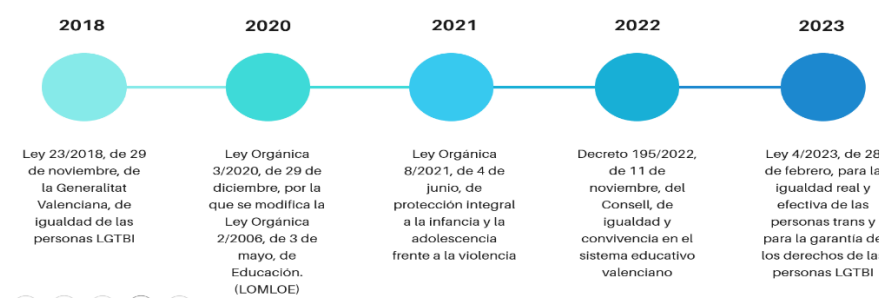 2018
Ley 23/2018, de 29
de noviembre, de
la Generalitat
Valenciana, de
igualdad de las
personas LGTBI
2020
Ley Orgánica
3/2020, de 29 de
diciembre, por la
que se modifica la
Ley Orgánica
2/2006, de 3 de
mayo, de
Educación.
(LOMLOE)
2021
Ley Orgánica
8/2021, de 4 de
junio, de
protección integral
a la infancia y la
adolescencia
frente a la violencia
2022
Decreto 195/2022,
de 11 de
noviembre, del
Consell, de
igualdad y
convivencia en el
sistema educativo
valenciano
2023
Ley 4/2023, de 28
de febrero, para la
igualdad real y
efectiva de las
personas trans y
para la garantía de
los derechos de las
personas LGTBI